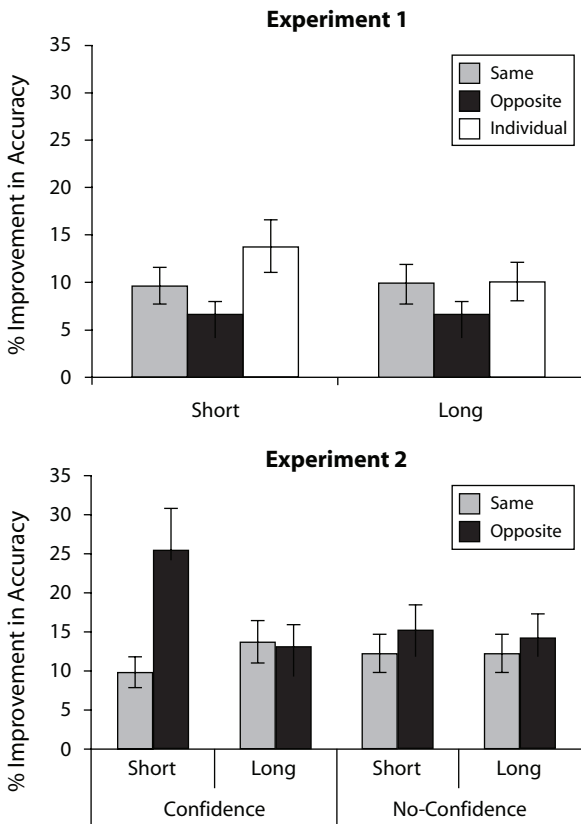 Experiment 1
% Improvement in Accuracy
35
30
25
20
15
10
5
0
Same
Opposite
Individual
Short Long
Experiment 2
% Improvement in Accuracy
35
30
25
20
15
10
5
0
Same
Opposite
Short Long Short Long
Confidence No-Confidence